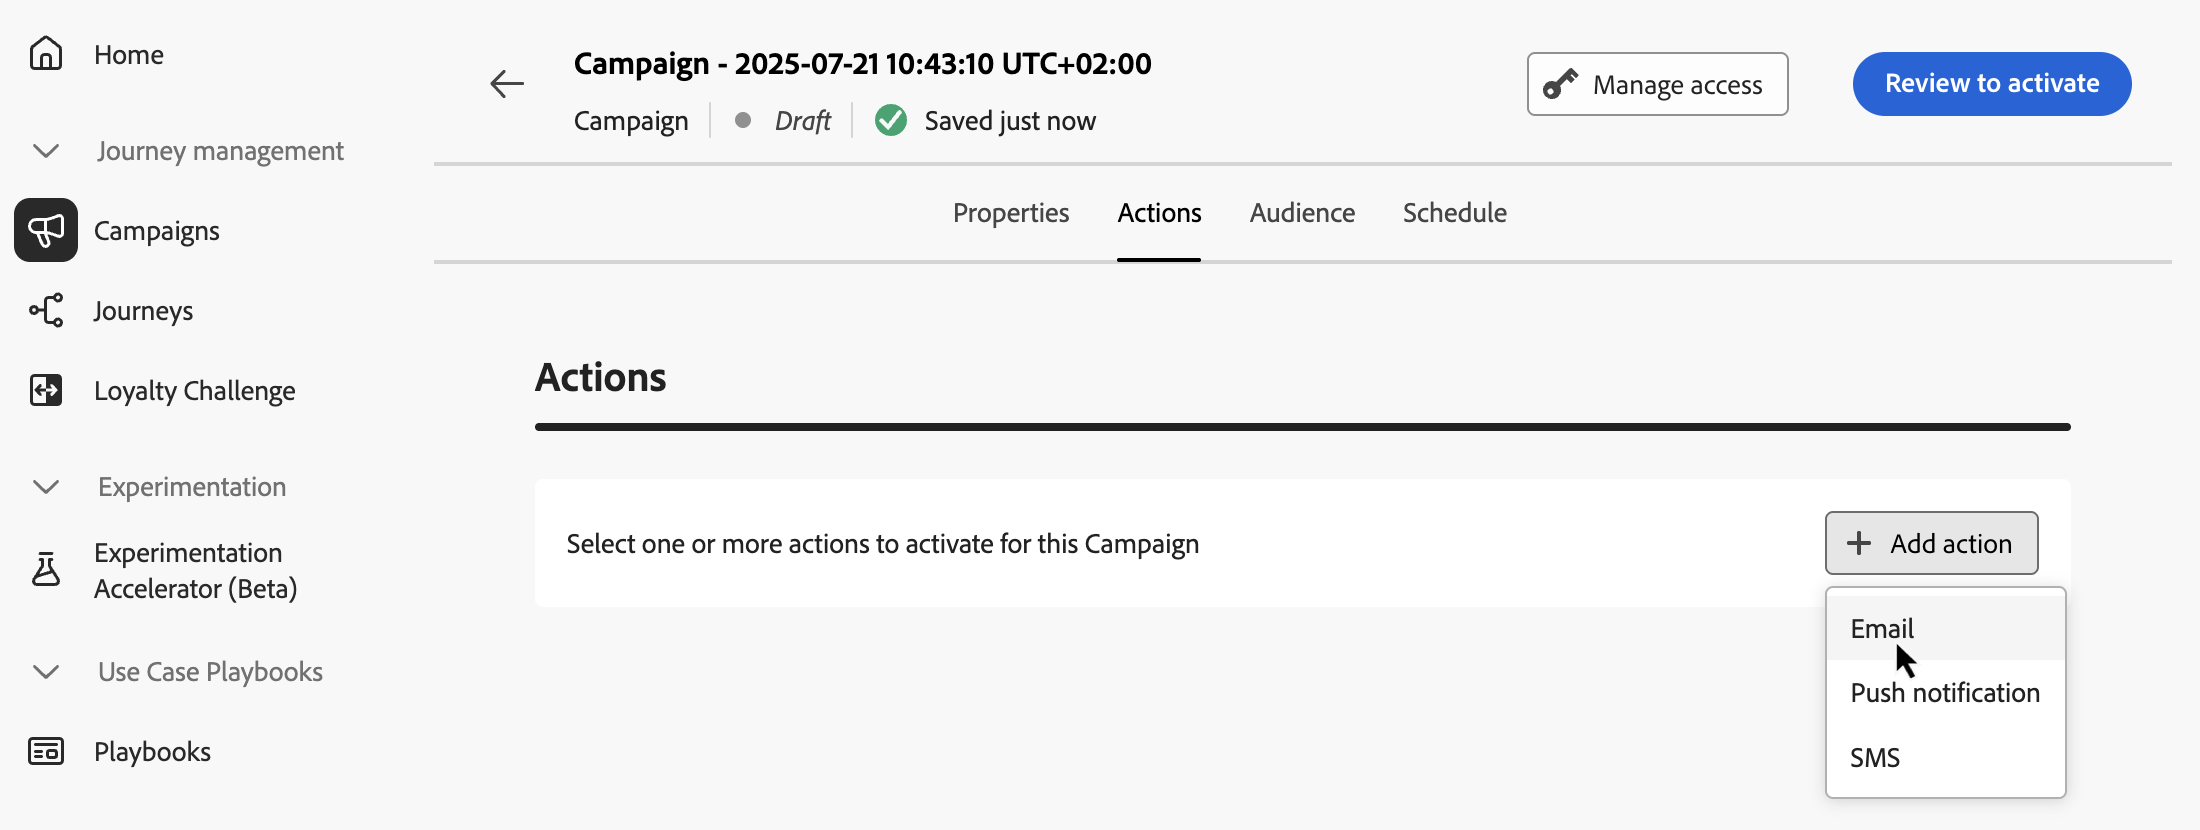 Home
Journey management
Campaigns
Journeys
Loyalty Challenge
Experimentation
Experimentation
Accelerator (Beta)
Use Case Playbooks
Playbooks
Campaign - 2025-07-21 10:43:10 UTC+02:00
Campaign Draft Saved just now
Manage access
Review to activate
Properties Actions Audience Schedule
Actions
Select one or more actions to activate for this Campaign
Add action
Email
Push notification
SMS